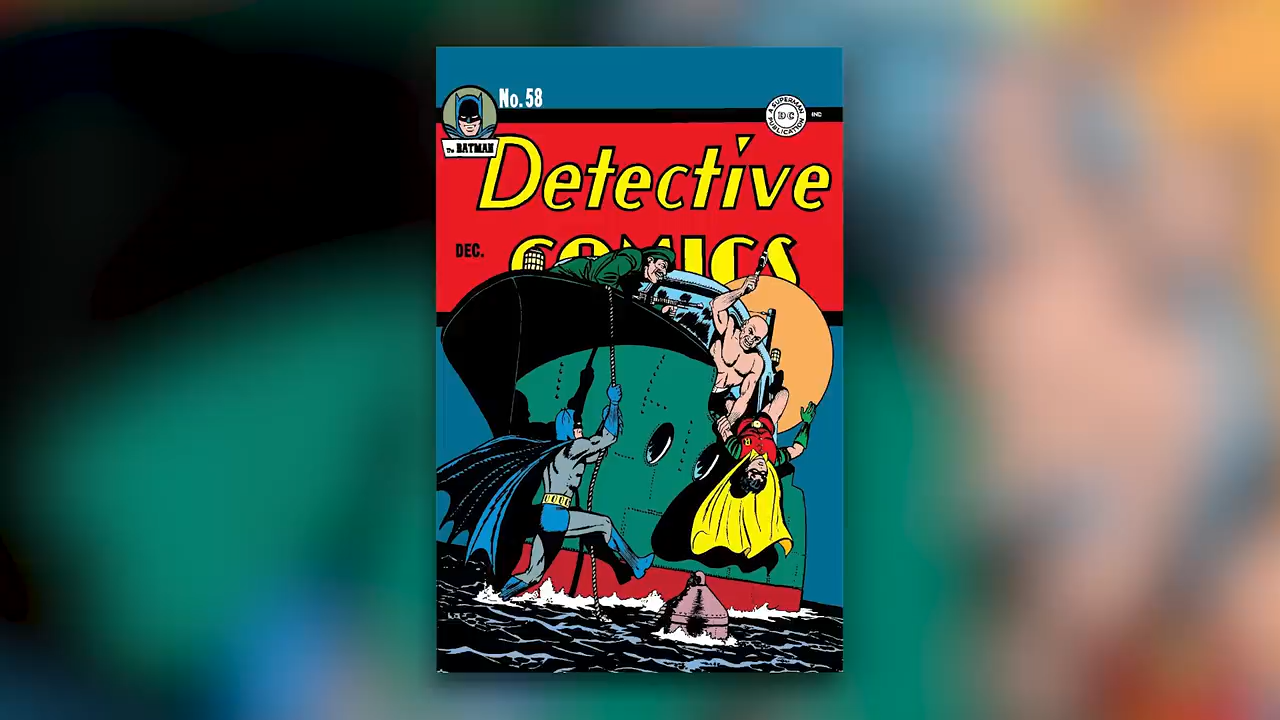 No. 58
A SUPERMAN PUBLICATION
DC
INC
The BATMAN
Detective
DEC.
COMICS